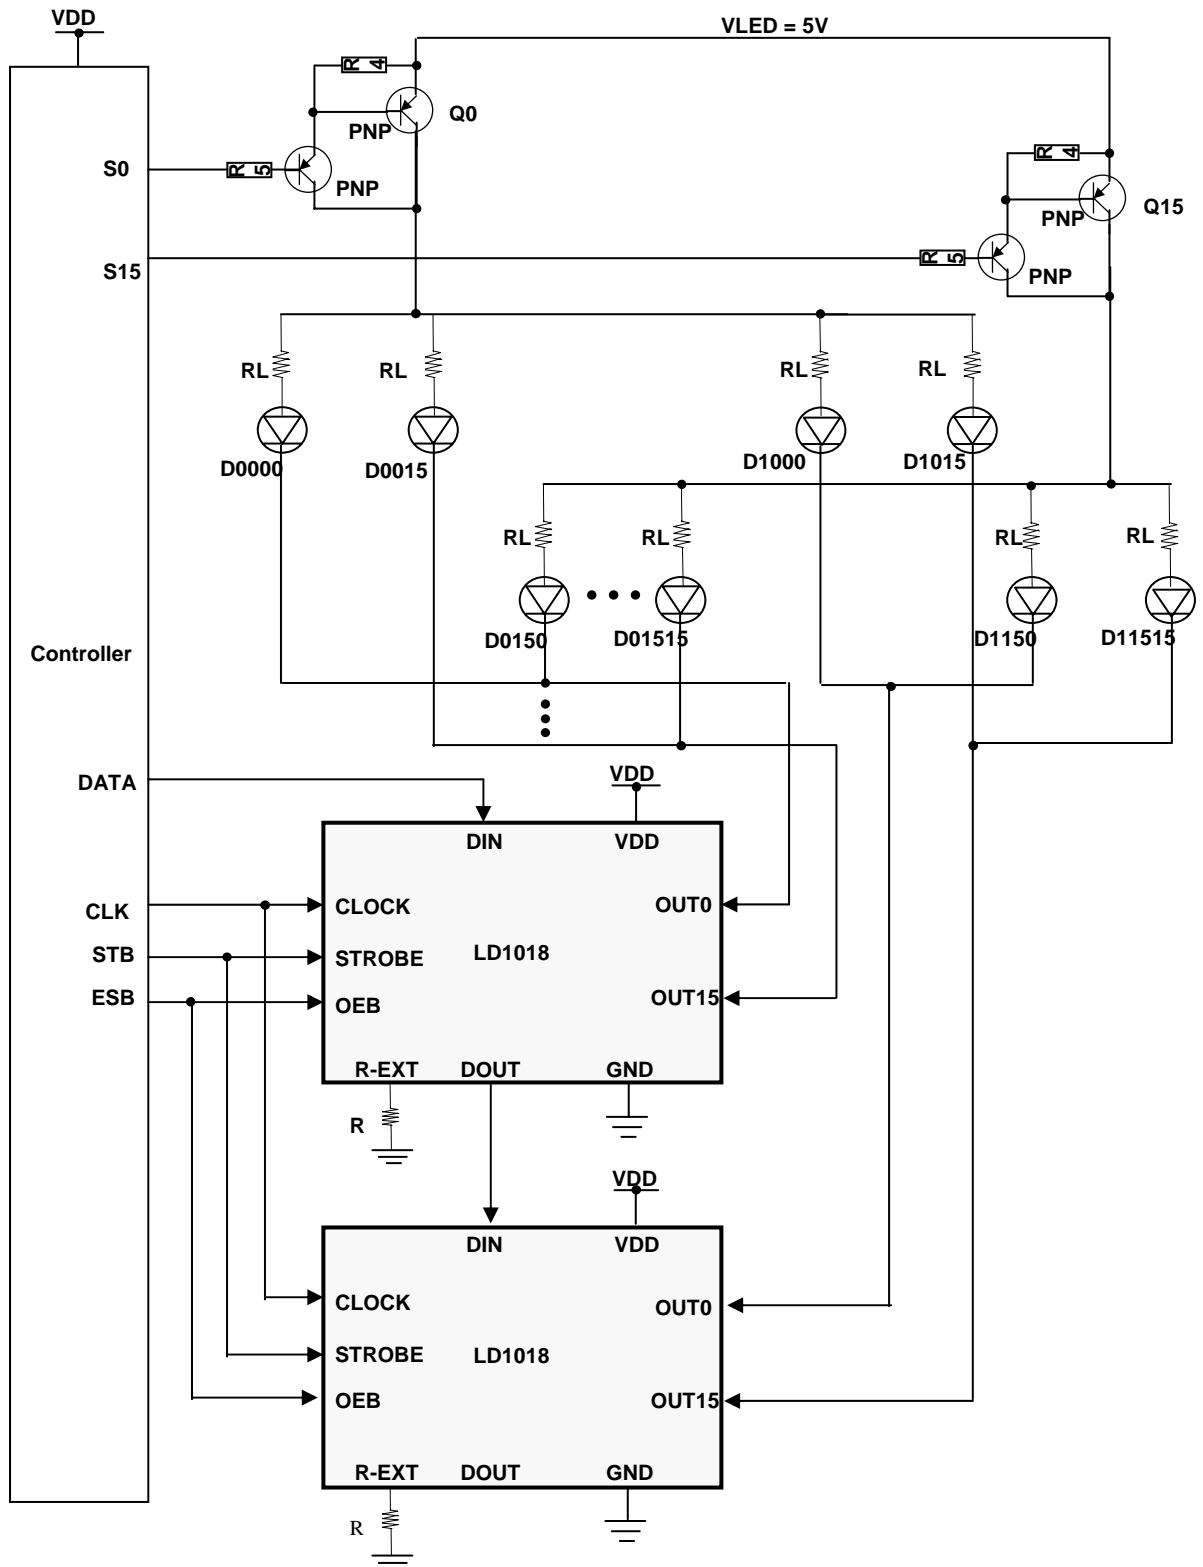 VDD
VLED = 5V
R4
Q0
PNP
R4
S0
R5
PNP
Q15
PNP
S15
R5
PNP
RL
RL
RL
RL
D0000
D0015
D1000
D1015
RL
RL
RL
RL
D0150
D01515
D1150
D11515
Controller
DATA
VDD
DIN
VDD
CLK
CLOCK
OUT0
STB
STROBE
LD1018
ESB
OEB
OUT15
R-EXT
DOUT
GND
R
VDD
DIN
VDD
CLOCK
OUT0
STROBE
LD1018
OEB
OUT15
R-EXT
DOUT
GND
R